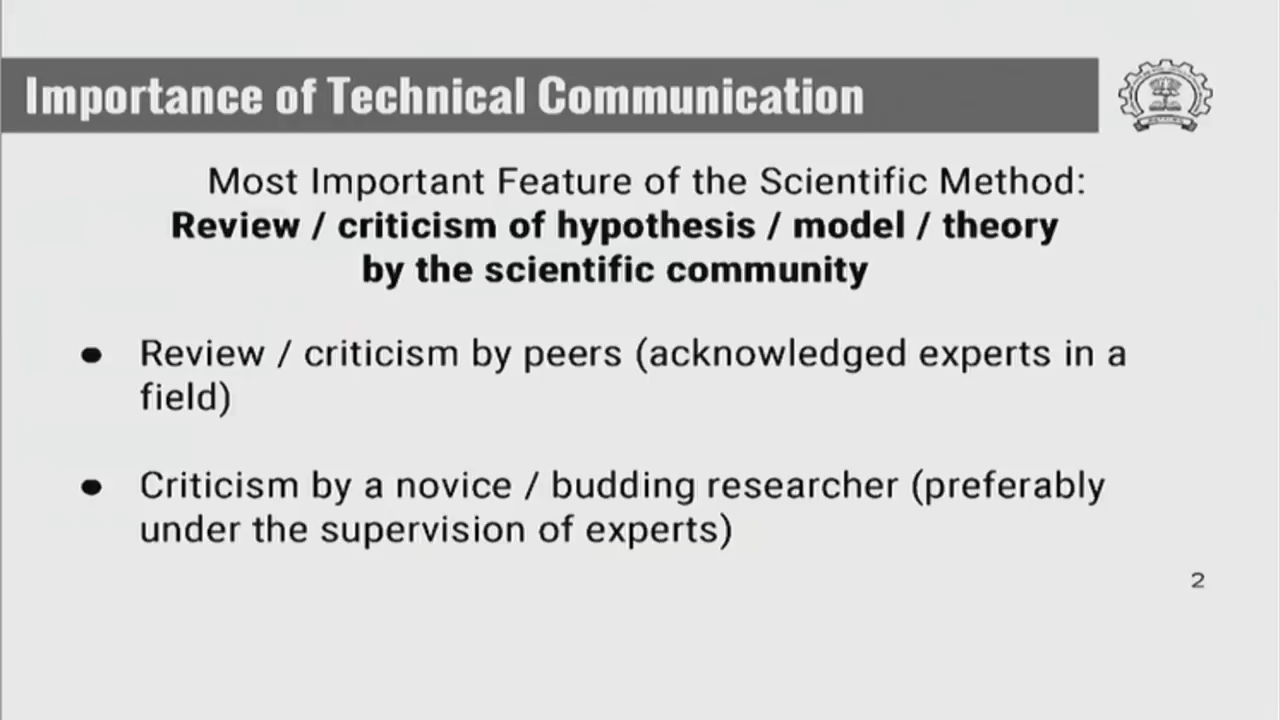 Importance of Technical Communication
Most Important Feature of the Scientific Method:
Review / criticism of hypothesis / model / theory
by the scientific community
● Review / criticism by peers (acknowledged experts in a
field)
● Criticism by a novice / budding researcher (preferably
under the supervision of experts)
2